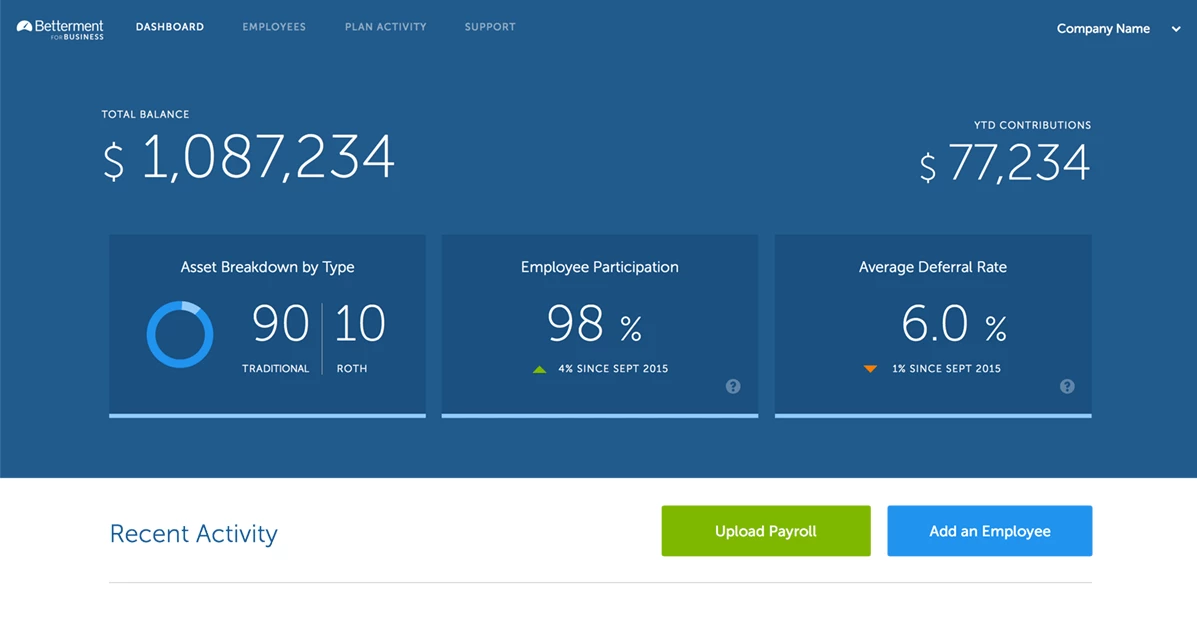 Betterment
FOR BUSINESS
DASHBOARD
EMPLOYEES
PLAN ACTIVITY
SUPPORT
Company Name
TOTAL BALANCE
$ 1,087,234
YTD CONTRIBUTIONS
$ 77,234
Asset Breakdown by Type
90
TRADITIONAL
10
ROTH
Employee Participation
98 %
4% SINCE SEPT 2015
?
Average Deferral Rate
6.0 %
1% SINCE SEPT 2015
?
Recent Activity
Upload Payroll
Add an Employee